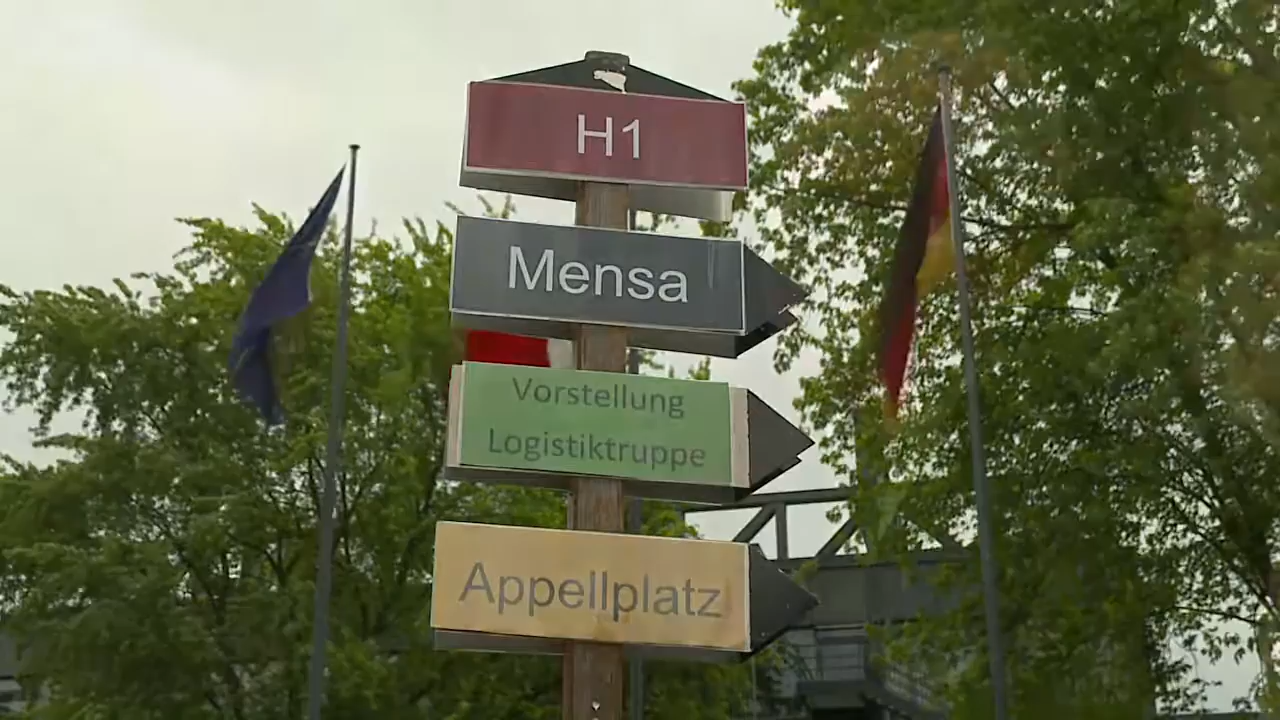 H1
Mensa
Vorstellung
Logistiktruppe
Appellplatz